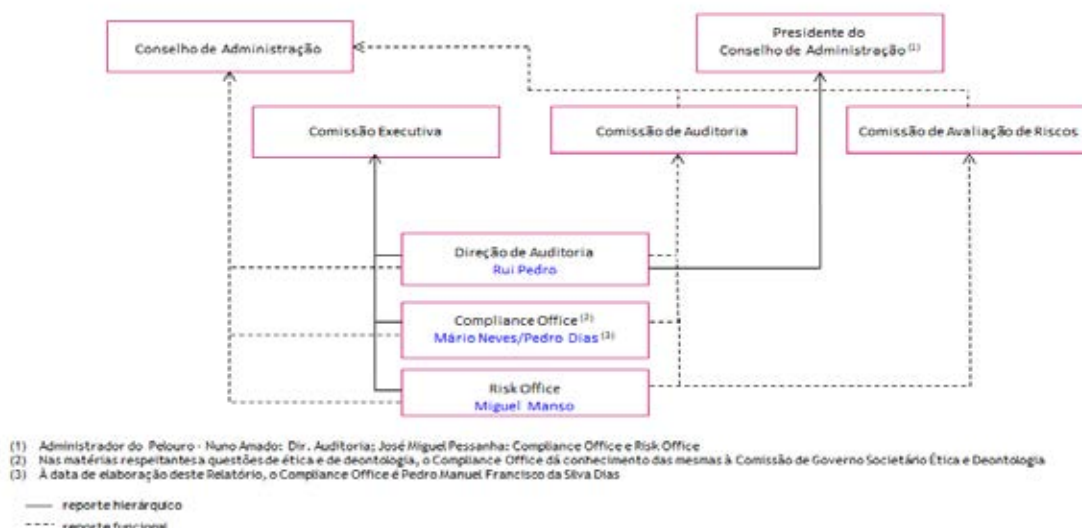 Conselho de Administração
Presidente do
Conselho de Administração (1)
Comissão Executiva
Comissão de Auditoria
Comissão de Avaliação de Riscos
Direção de Auditoria
Rui Pedro
Compliance Office (2)
Mário Neves/Pedro Dias (3)
Risk Office
Miguel Manso
(1) Administrador do Pelouro - Nuno Amado: Dir. Auditoria; José Miguel Pessanha: Compliance Office e Risk Office
(2) Nas matérias respeitantes a questões de ética e de deontologia, o Compliance Office dá conhecimento das mesmas à Comissão de Governo Societário Ética e Deontologia
(3) À data de elaboração deste Relatório, o Compliance Office é Pedro Manuel Francisco da Silva Dias
reporte hierárquico
reporte funcional